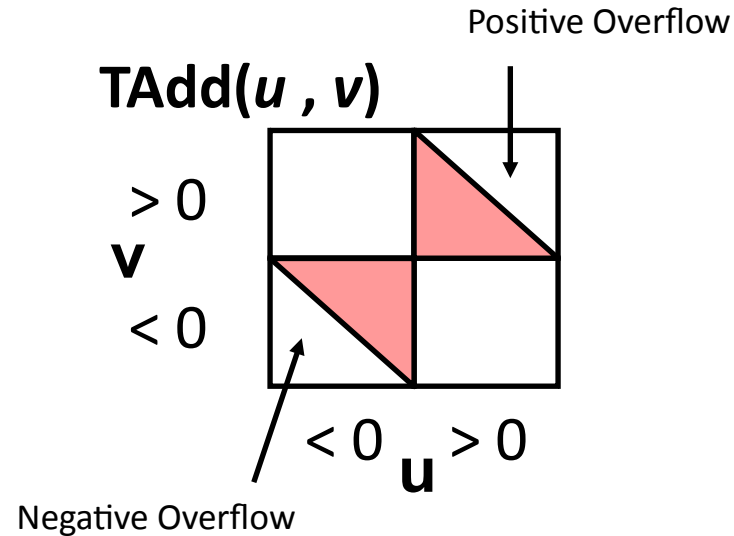 Positive Overflow
TAdd(u , v)
> 0
v
< 0
< 0 u > 0
Negative Overflow